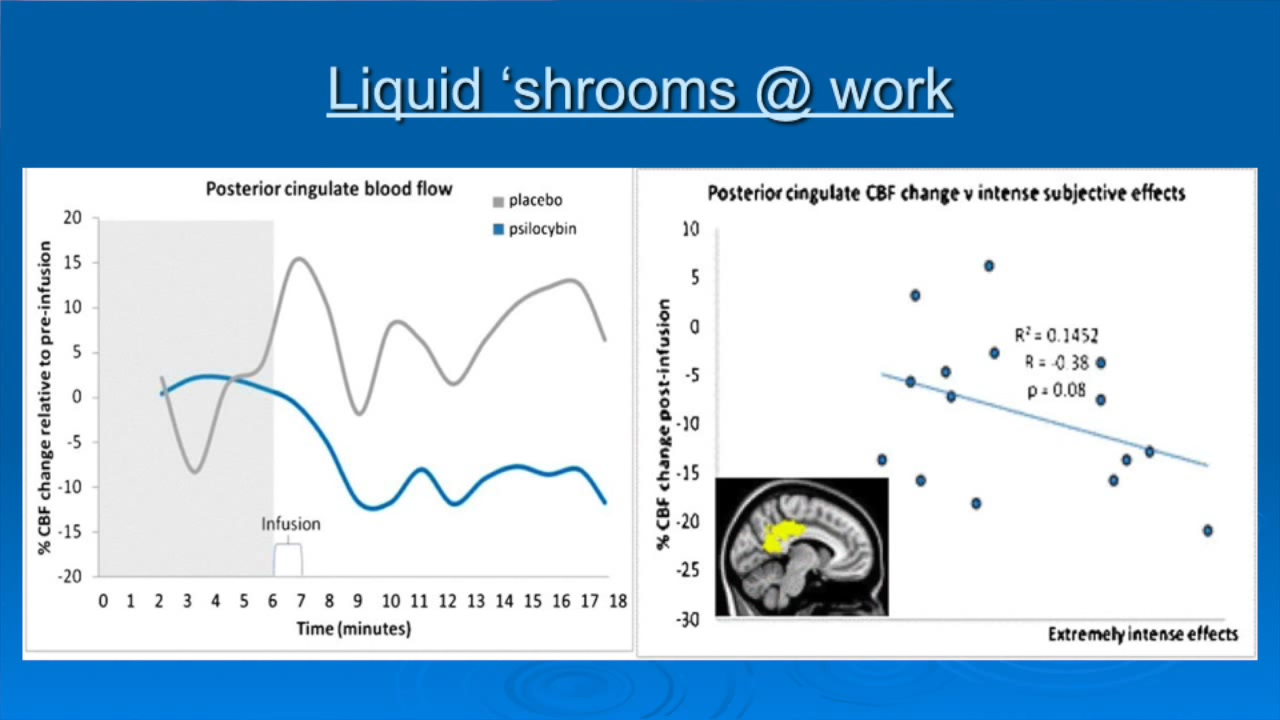 Liquid ‘shrooms @ work
Posterior cingulate blood flow
placebo
psilocybin
% CBF change relative to pre-infusion
20
15
10
5
0
-5
-10
-15
-20
Infusion
0 1 2 3 4 5 6 7 8 9 10 11 12 13 14 15 16 17 18
Time (minutes)
Posterior cingulate CBF change v intense subjective effects
% CBF change post-infusion
10
5
0
-5
-10
-15
-20
-25
-30
R² = 0.1452
R = -0.38
p = 0.08
Extremely intense effects